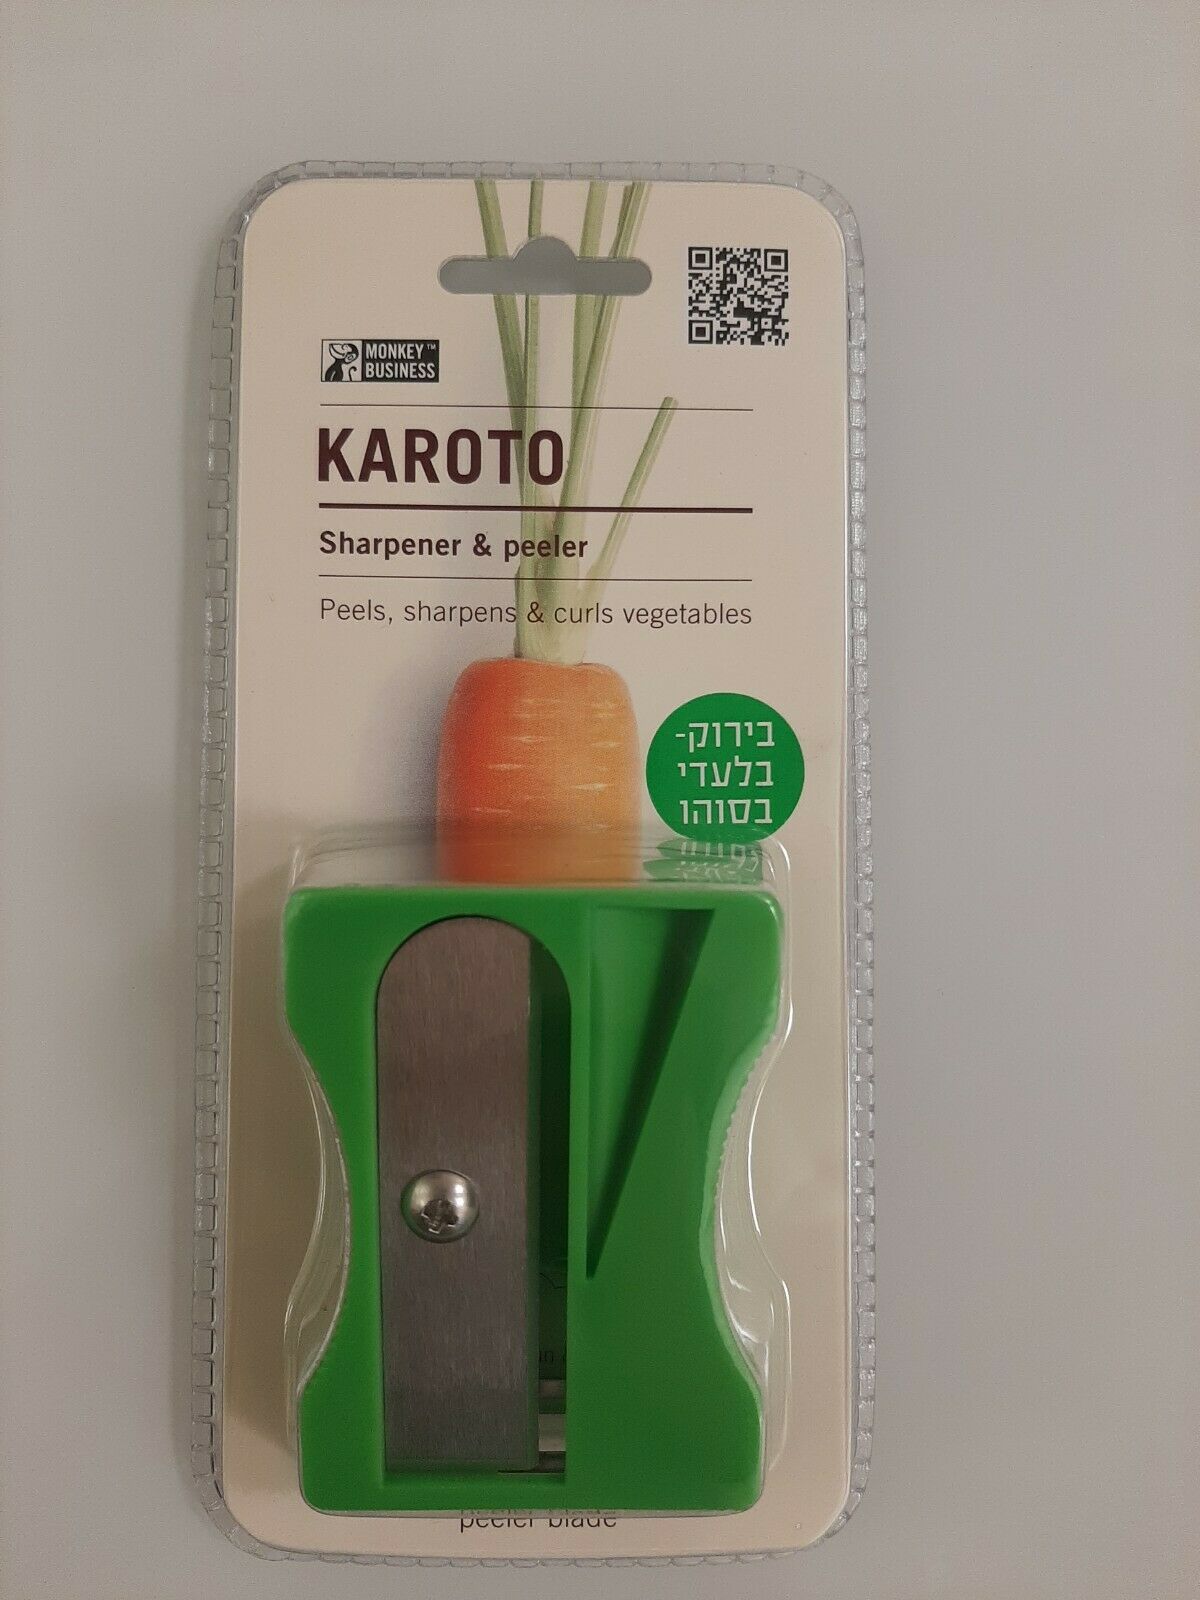 MONKEY™
BUSINESS
KAROTO
Sharpener & peeler
Peels, sharpens & curls vegetables
בירוק-
בלעדי
בסוהו
peeler blade